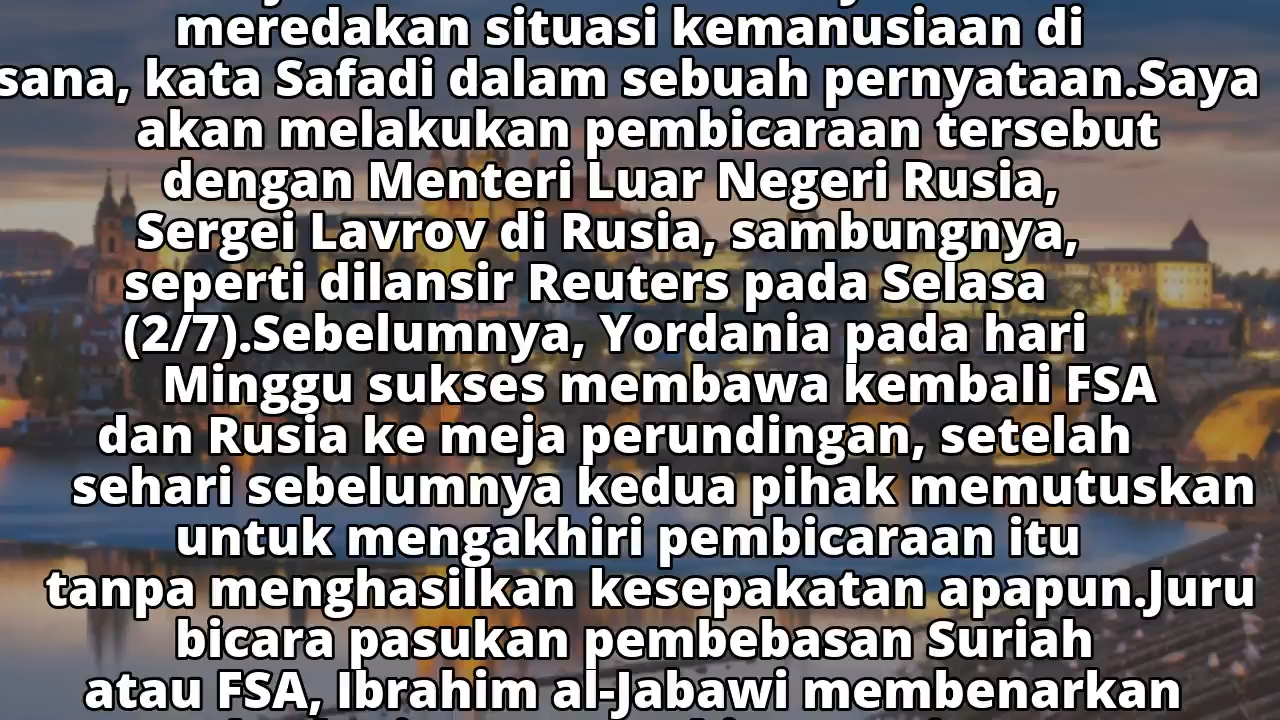 meredakan situasi kemanusiaan di
sana, kata Safadi dalam sebuah pernyataan.Saya
akan melakukan pembicaraan tersebut
dengan Menteri Luar Negeri Rusia,
Sergei Lavrov di Rusia, sambungnya,
seperti dilansir Reuters pada Selasa
(2/7).Sebelumnya, Yordania pada hari
Minggu sukses membawa kembali FSA
dan Rusia ke meja perundingan, setelah
sehari sebelumnya kedua pihak memutuskan
untuk mengakhiri pembicaraan itu
tanpa menghasilkan kesepakatan apapun.Juru
bicara pasukan pembebasan Suriah
atau FSA, Ibrahim al-Jabawi membenarkan